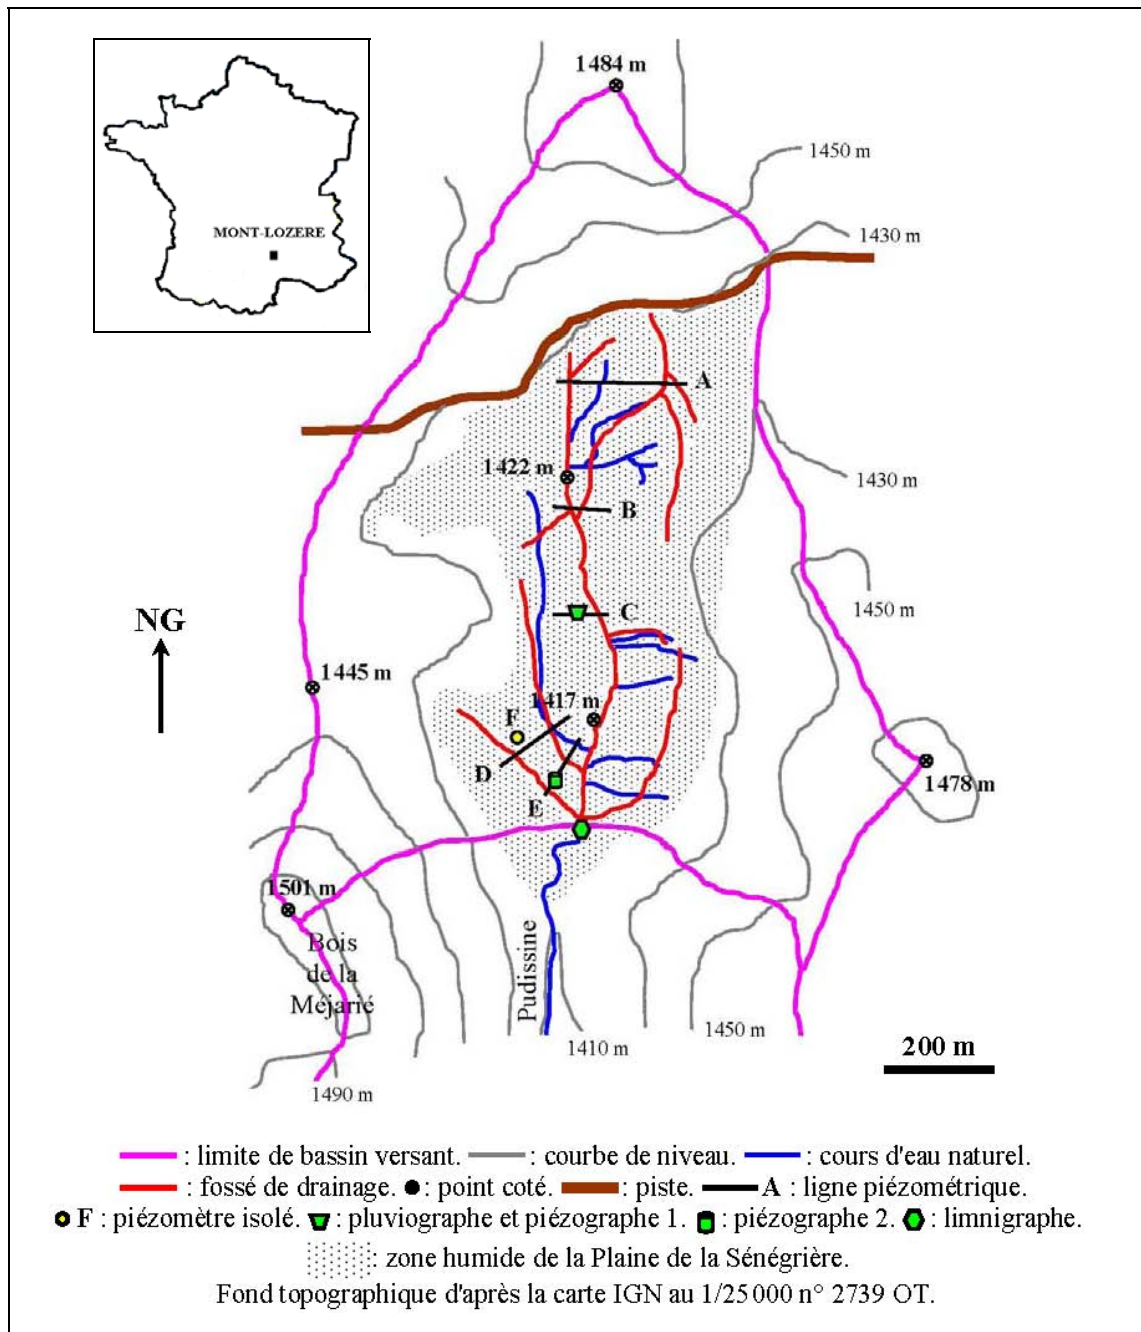 1484 m
1450 m
MONT-LOZERE
1430 m
A
1422 m
1430 m
B
NG
C
1450 m
1445 m
1417 m
F
D
1478 m
E
1501 m
Bois
de la
Méjarié
Pudissine
1450 m
200 m
1410 m
1490 m
: limite de bassin versant. : courbe de niveau. : cours d'eau naturel.
: fossé de drainage. : point coté. : piste. A : ligne piézométrique.
F : piézomètre isolé. : pluviographe et piézographe 1. : piézographe 2. : limnigraphe.
: zone humide de la Plaine de la Sénégrière.
Fond topographique d'après la carte IGN au 1/25000 n° 2739 OT.